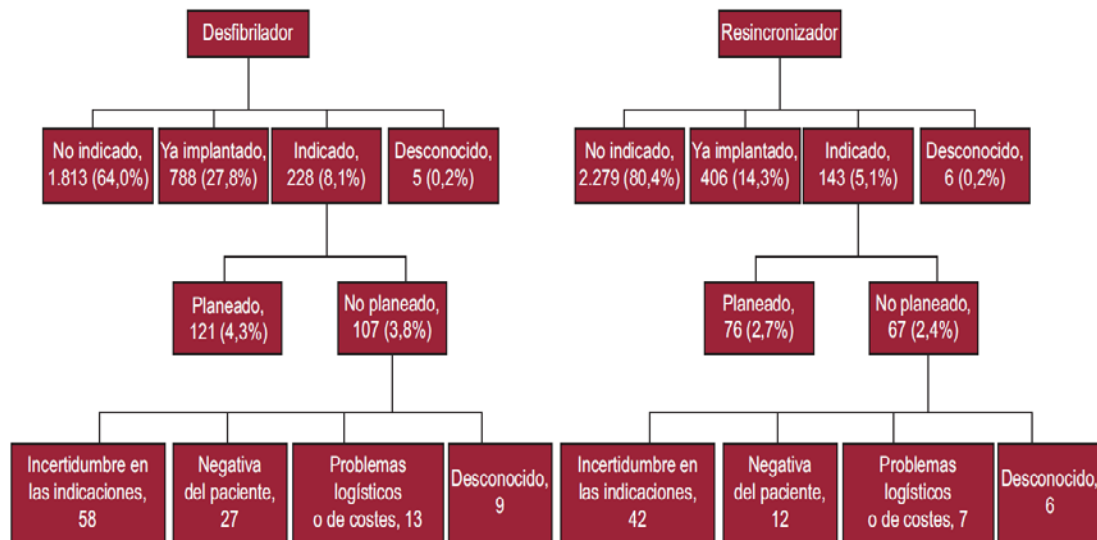 Desfibrilador
No indicado,
1.813 (64,0%)
Ya implantado,
788 (27,8%)
Indicado,
228 (8,1%)
Desconocido,
5 (0,2%)
Planeado,
121 (4,3%)
No planeado,
107 (3,8%)
Incertidumbre en
las indicaciones,
58
Negativa
del paciente,
27
Problemas
logísticos
o de costes, 13
Desconocido,
9
Resincronizador
No indicado,
2.279 (80,4%)
Ya implantado,
406 (14,3%)
Indicado,
143 (5,1%)
Desconocido,
6 (0,2%)
Planeado,
76 (2,7%)
No planeado,
67 (2,4%)
Incertidumbre en
las indicaciones,
42
Negativa
del paciente,
12
Problemas
logísticos
o de costes, 7
Desconocido,
6